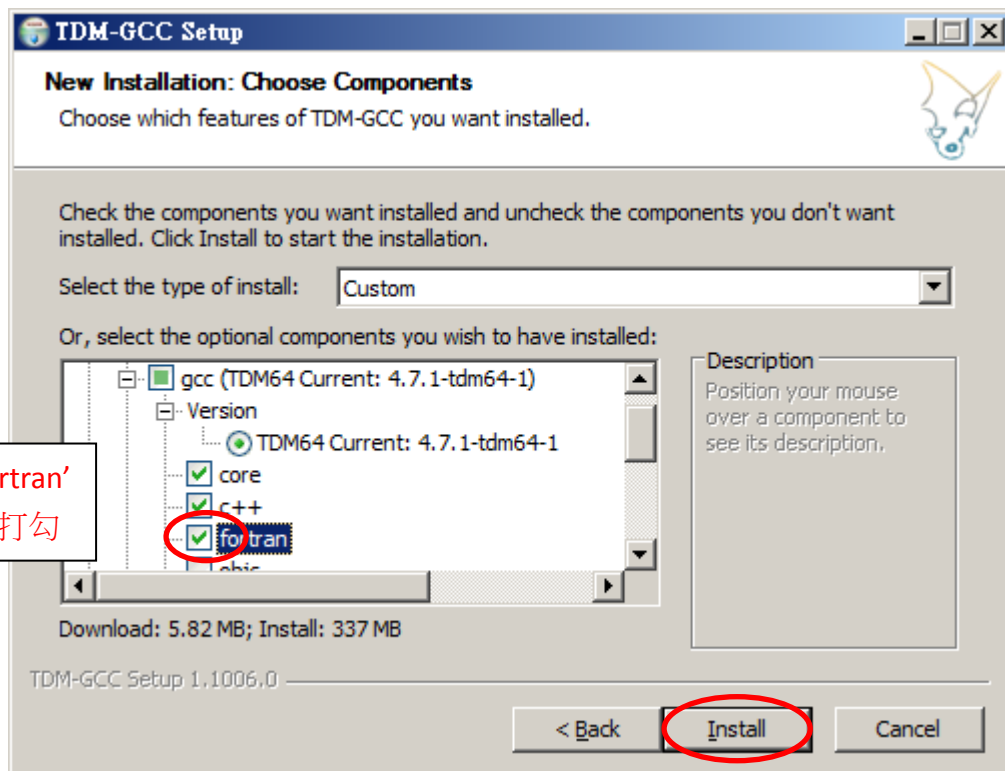 TDM-GCC Setup
New Installation: Choose Components
Choose which features of TDM-GCC you want installed.
Check the components you want installed and uncheck the components you don't want
installed. Click Install to start the installation.
Select the type of install:
Custom
Or, select the optional components you wish to have installed:
gcc (TDM64 Current: 4.7.1-tdm64-1)
Version
TDM64 Current: 4.7.1-tdm64-1
core
c++
fortran
rtran’
打勾
Description
Position your mouse
over a component to
see its description.
Download: 5.82 MB; Install: 337 MB
TDM-GCC Setup 1.1006.0
< Back
Install
Cancel